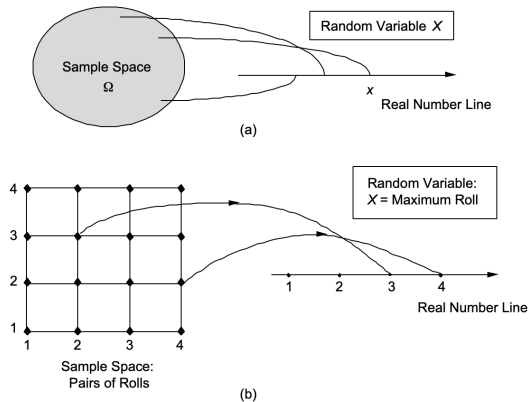 Random Variable X
Sample Space
Ω
x
Real Number Line
(a)
4
3
2
1
1 2 3 4
Sample Space:
Pairs of Rolls
Random Variable:
X = Maximum Roll
1 2 3 4
Real Number Line
(b)